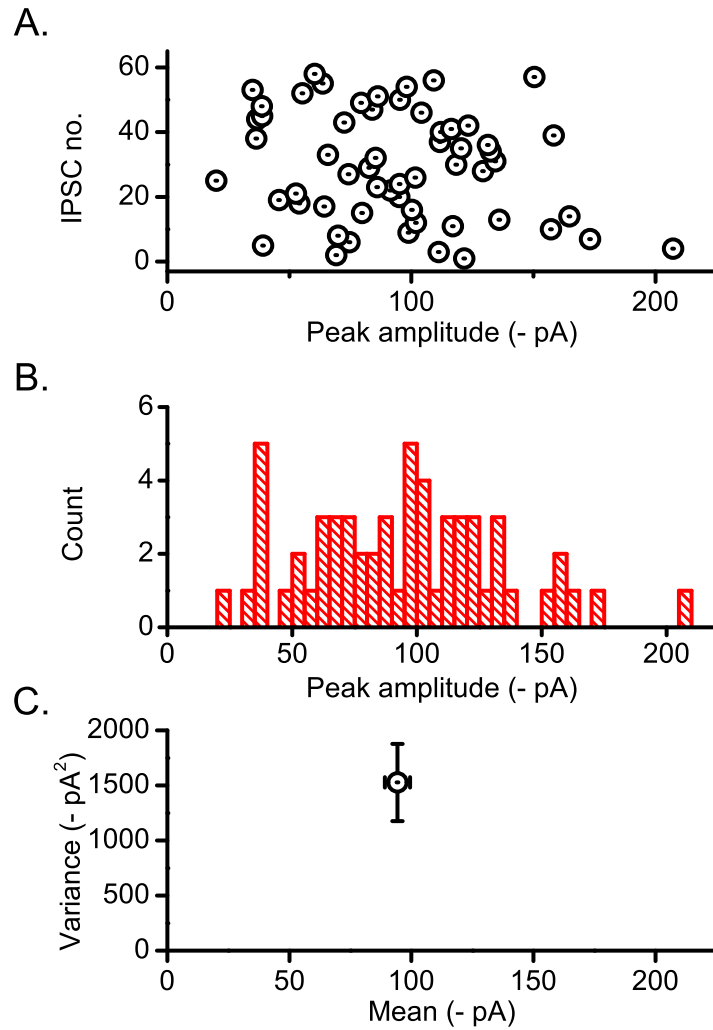 A.
60
40
20
0
IPSC no.
0 100 200
Peak amplitude (- pA)
B.
6
4
2
0
Count
0 50 100 150 200
Peak amplitude (- pA)
C.
2000
1500
1000
500
0
Variance (- pA²)
0 50 100 150 200
Mean (- pA)